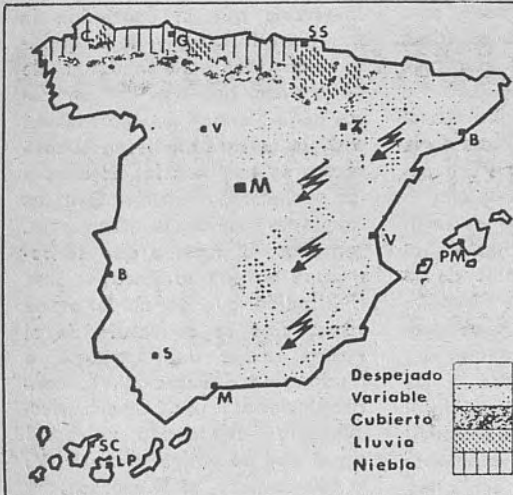 C
G
SS
V
Z
B
M
V
PM
B
S
M
SC
LP
Despejado
Variable
Cubierto
Lluvia
Niebla